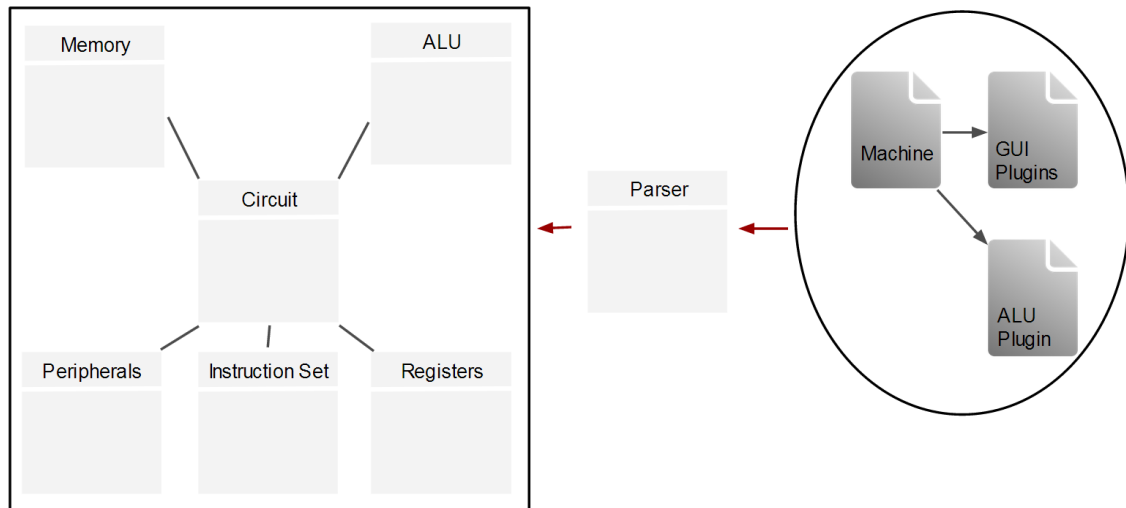 Memory
ALU
Circuit
Peripherals
Instruction Set
Registers
Parser
Machine
GUI
Plugins
ALU
Plugin